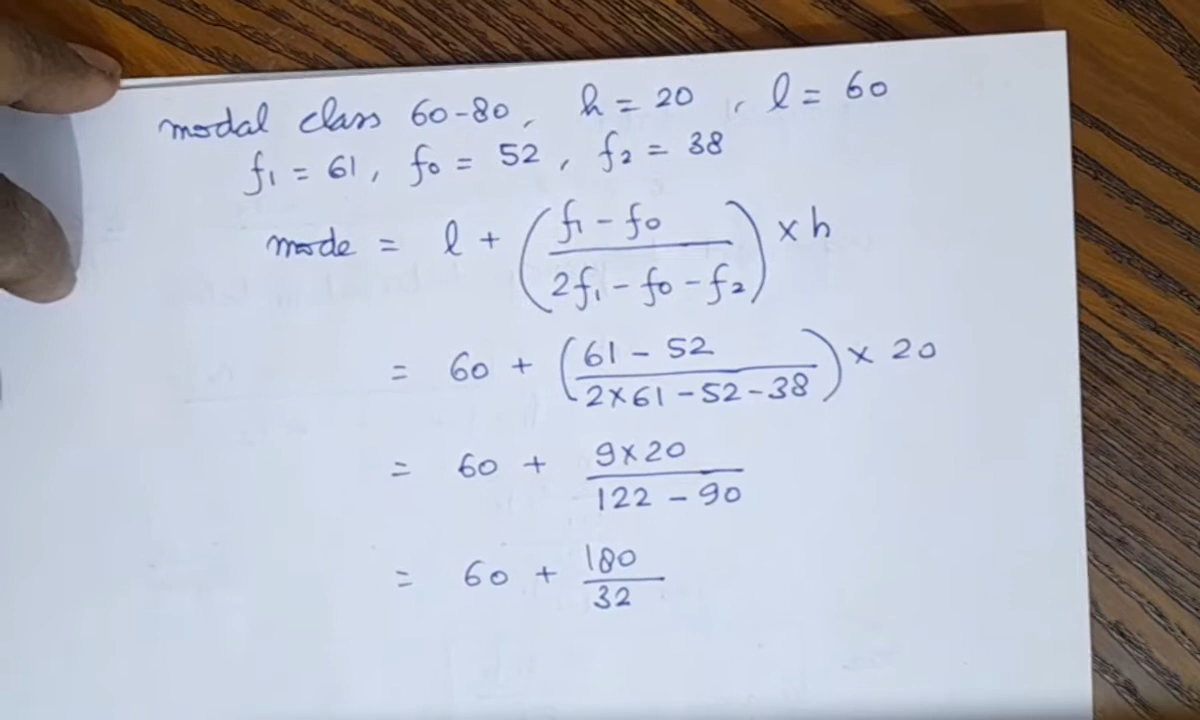 modal class 60-80, h = 20, l = 60
f1 = 61, f0 = 52, f2 = 38
mode = l + (f1 - f0 / 2f1 - f0 - f2) × h
= 60 + (61 - 52 / 2×61 - 52 - 38) × 20
= 60 + 9×20 / 122 - 90
= 60 + 180 / 32